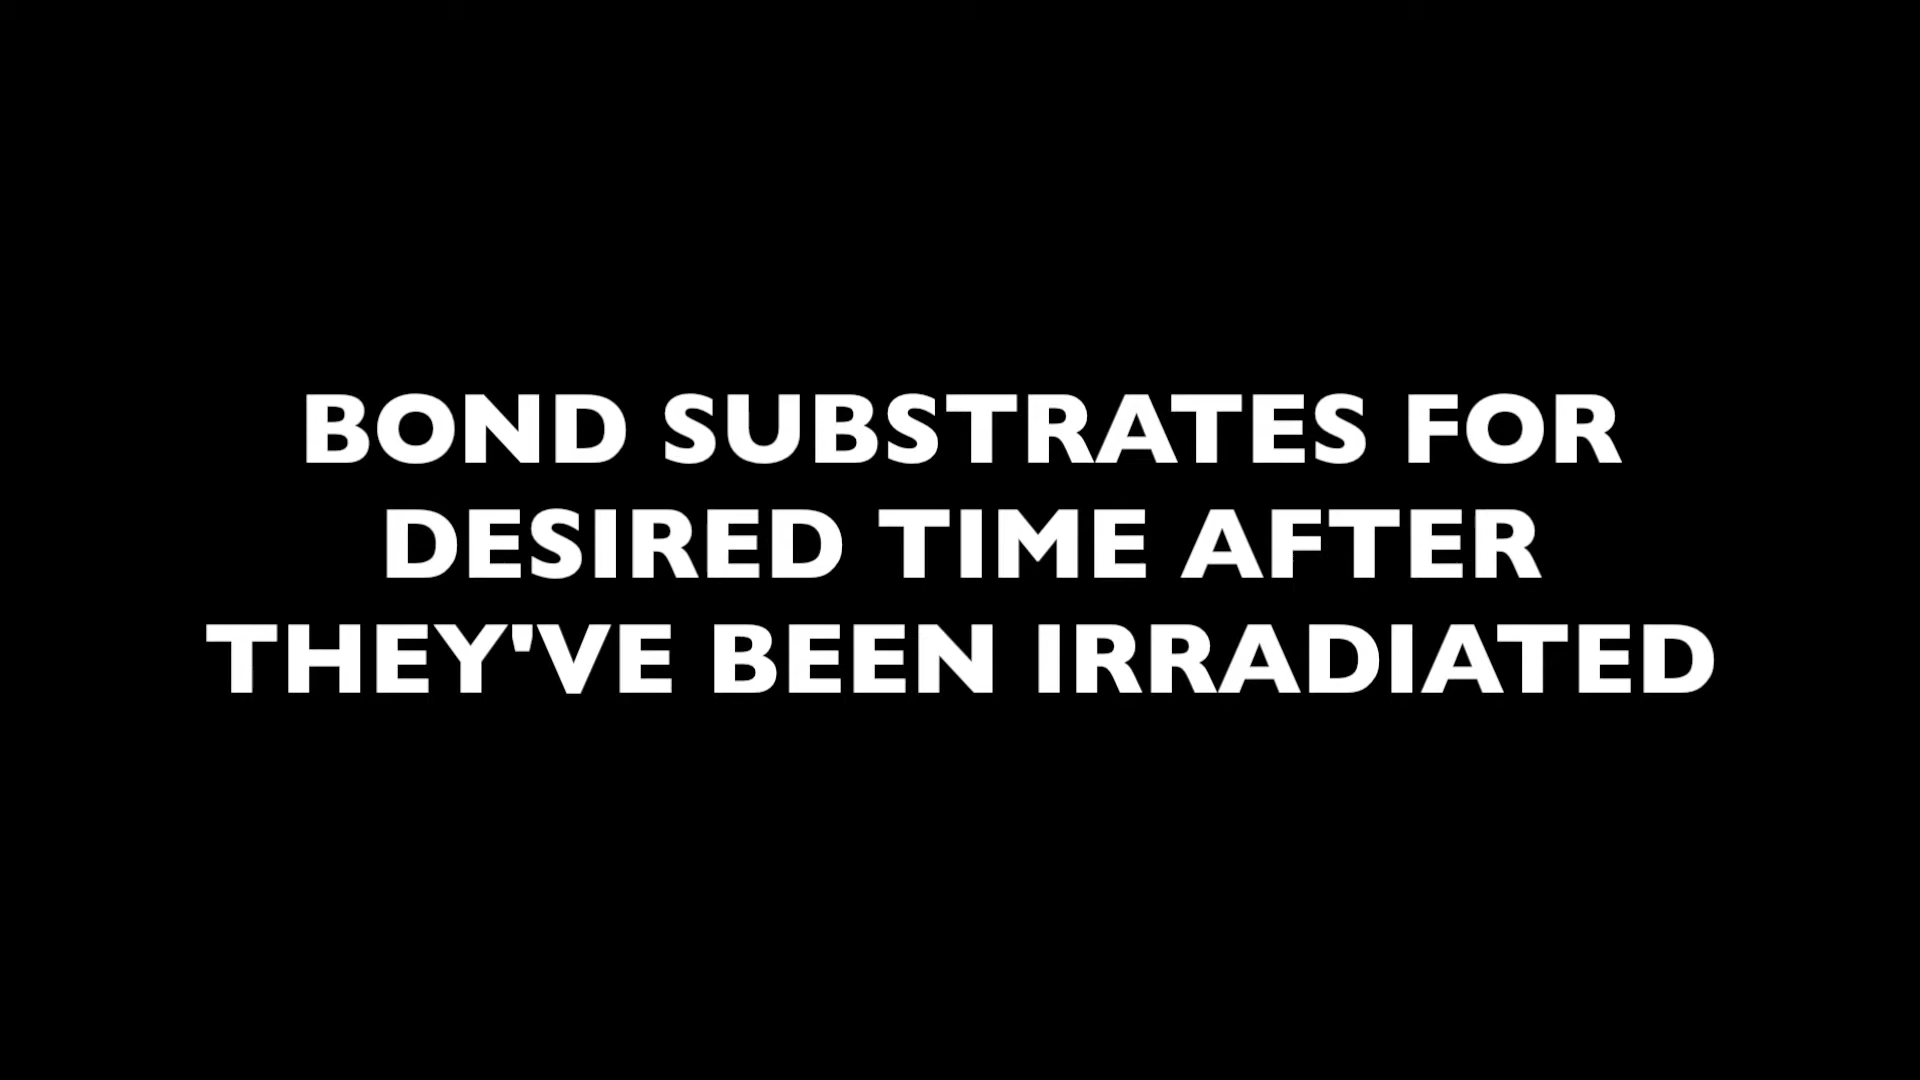 BOND SUBSTRATES FOR
DESIRED TIME AFTER
THEY'VE BEEN IRRADIATED